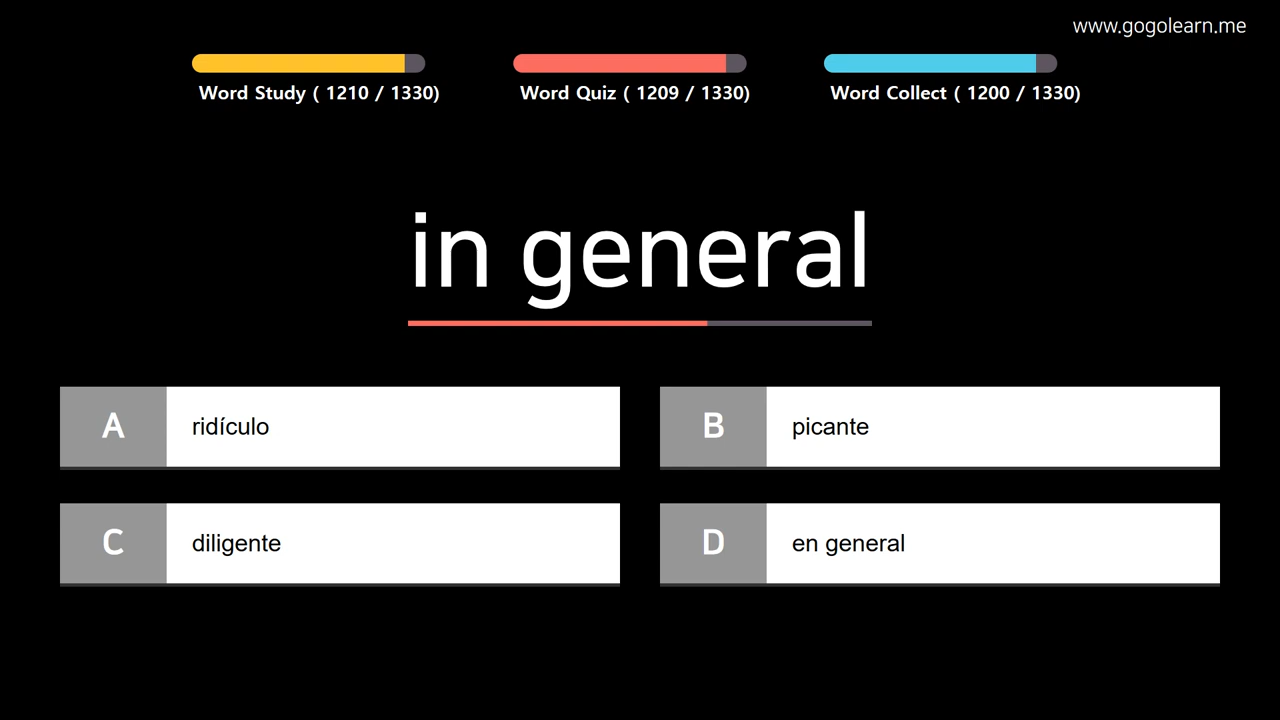 www.gogolearn.me
Word Study ( 1210 / 1330)
Word Quiz ( 1209 / 1330)
Word Collect ( 1200 / 1330)
in general
A ridículo
B picante
C diligente
D en general